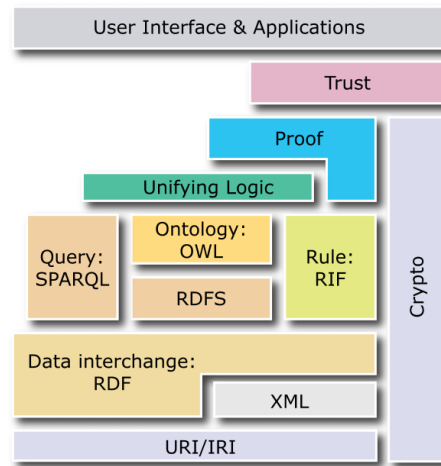 User Interface & Applications
Trust
Proof
Unifying Logic
Query:
SPARQL
Ontology:
OWL
RDFS
Rule:
RIF
Crypto
Data interchange:
RDF
XML
URI/IRI